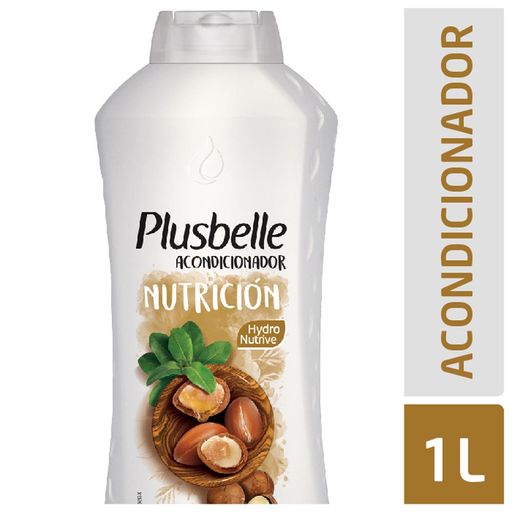 Plusbelle
ACONDICIONADOR
NUTRICIÓN
Hydro
Nutrive
ACONDICIONADOR
1L